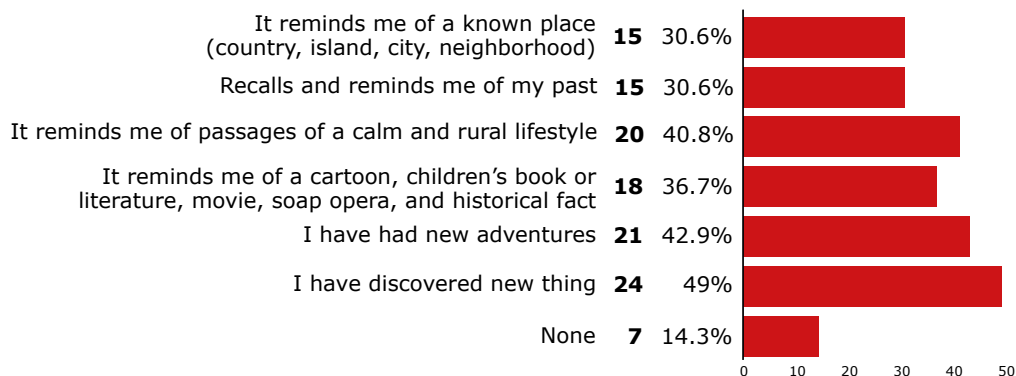 It reminds me of a known place
(country, island, city, neighborhood) 15 30.6%
Recalls and reminds me of my past 15 30.6%
It reminds me of passages of a calm and rural lifestyle 20 40.8%
It reminds me of a cartoon, children’s book or
literature, movie, soap opera, and historical fact 18 36.7%
I have had new adventures 21 42.9%
I have discovered new thing 24 49%
None 7 14.3%
0 10 20 30 40 50